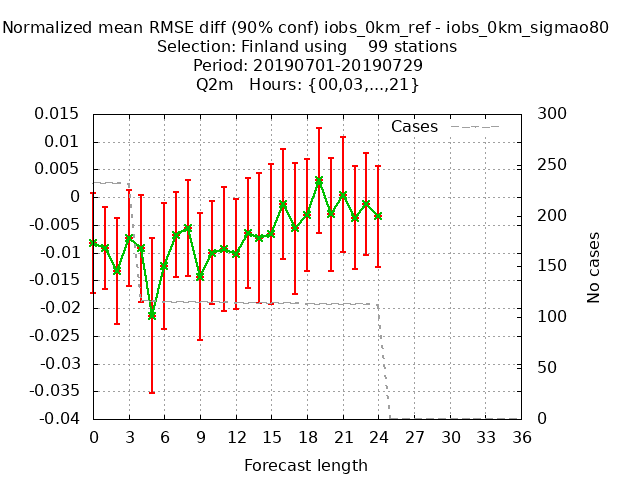 Normalized mean RMSE diff (90% conf) iobs_0km_ref - iobs_0km_sigmao80
Selection: Finland using    99 stations
Period: 20190701-20190729
Q2m   Hours: {00,03,...,21}
Cases
0.015
0.01
0.005
0
-0.005
-0.01
-0.015
-0.02
-0.025
-0.03
-0.035
-0.04
300
250
200
150
100
50
0
No cases
0 3 6 9 12 15 18 21 24 27 30 33 36
Forecast length